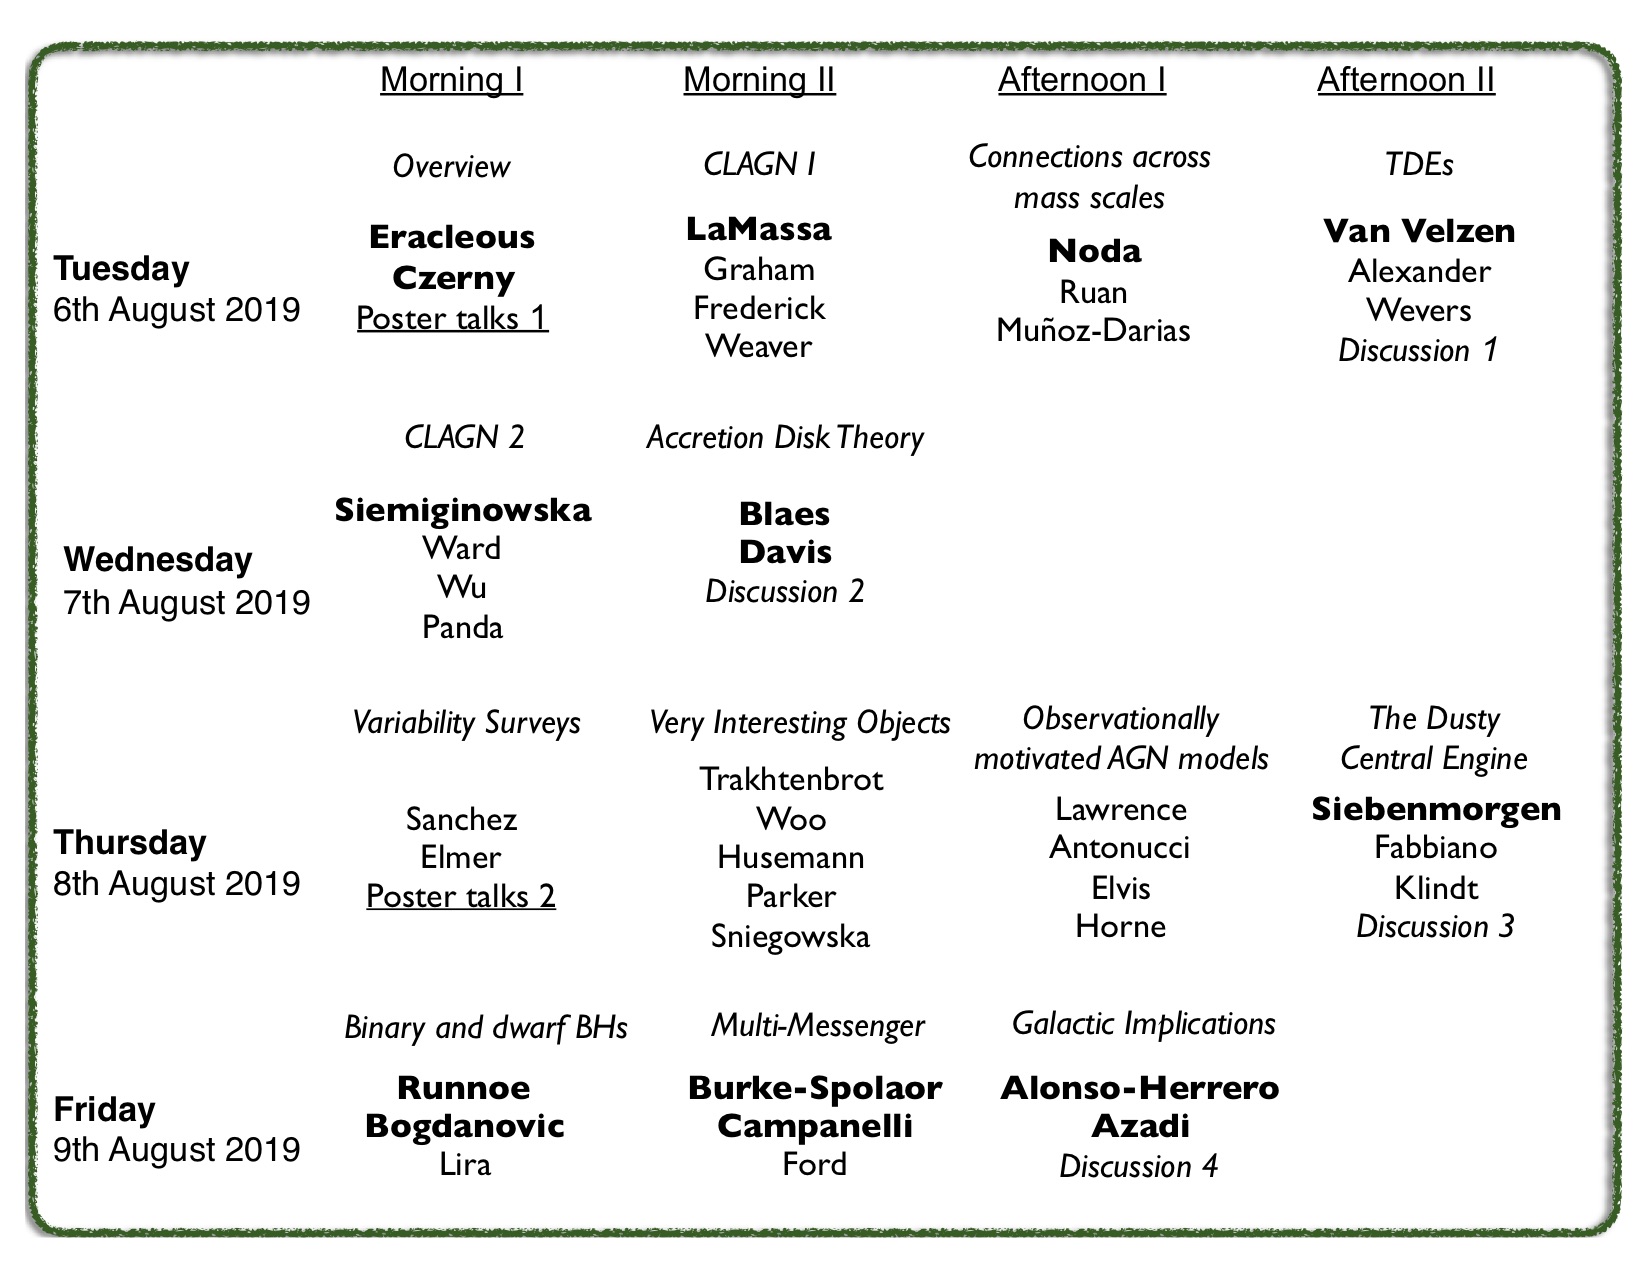 Morning I
Morning II
Afternoon I
Afternoon II
Tuesday
6th August 2019
Overview
Eracleous
Czerny
Poster talks 1
CLAGN 1
LaMassa
Graham
Frederick
Weaver
Connections across
mass scales
Noda
Ruan
Muñoz-Darias
TDEs
Van Velzen
Alexander
Wevers
Discussion 1
Wednesday
7th August 2019
CLAGN 2
Siemiginowska
Ward
Wu
Panda
Accretion Disk Theory
Blaes
Davis
Discussion 2
Thursday
8th August 2019
Variability Surveys
Sanchez
Elmer
Poster talks 2
Very Interesting Objects
Trakhtenbrot
Woo
Husemann
Parker
Sniegowska
Observationally
motivated AGN models
Lawrence
Antonucci
Elvis
Horne
The Dusty
Central Engine
Siebenmorgen
Fabbiano
Klindt
Discussion 3
Friday
9th August 2019
Binary and dwarf BHs
Runnoe
Bogdanovic
Lira
Multi-Messenger
Burke-Spolaor
Campanelli
Ford
Galactic Implications
Alonso-Herrero
Azadi
Discussion 4